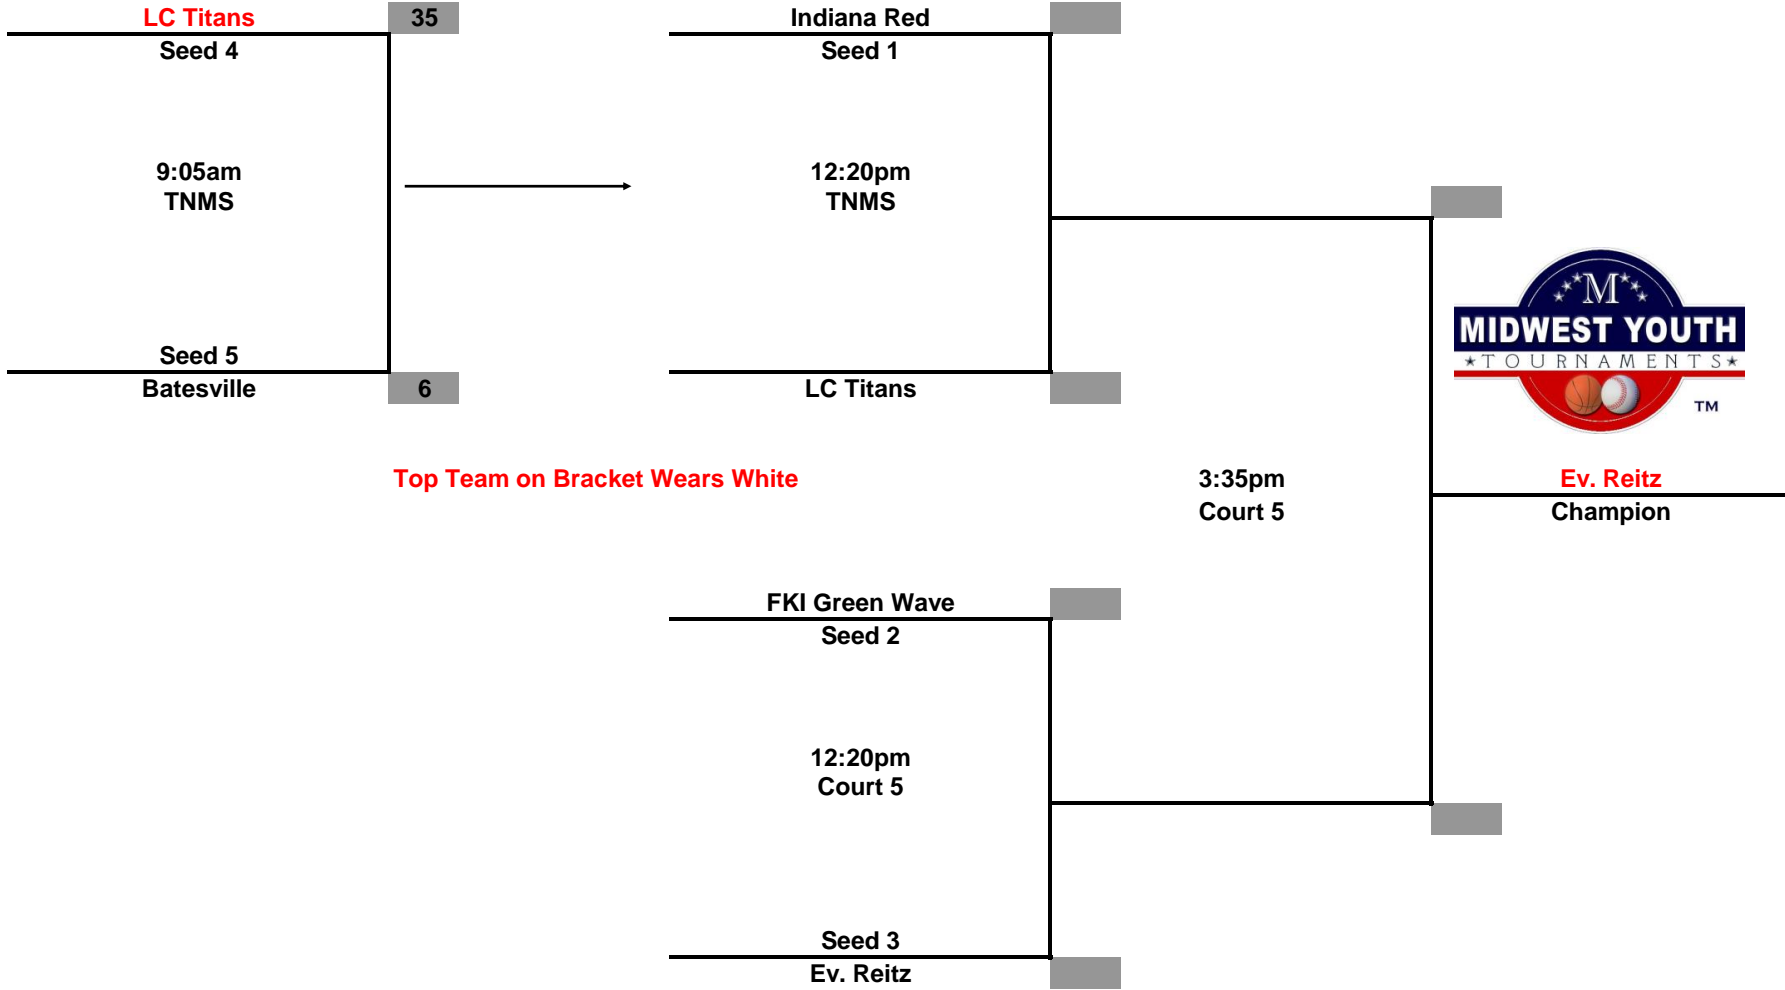 LC Titans 35
Seed 4
9:05am
TNMS
Seed 5
Batesville 6
Indiana Red
Seed 1
12:20pm
TNMS
LC Titans
M
MIDWEST YOUTH
TOURNAMENTS
TM
Top Team on Bracket Wears White
3:35pm
Court 5
Ev. Reitz
Champion
FKI Green Wave
Seed 2
12:20pm
Court 5
Seed 3
Ev. Reitz